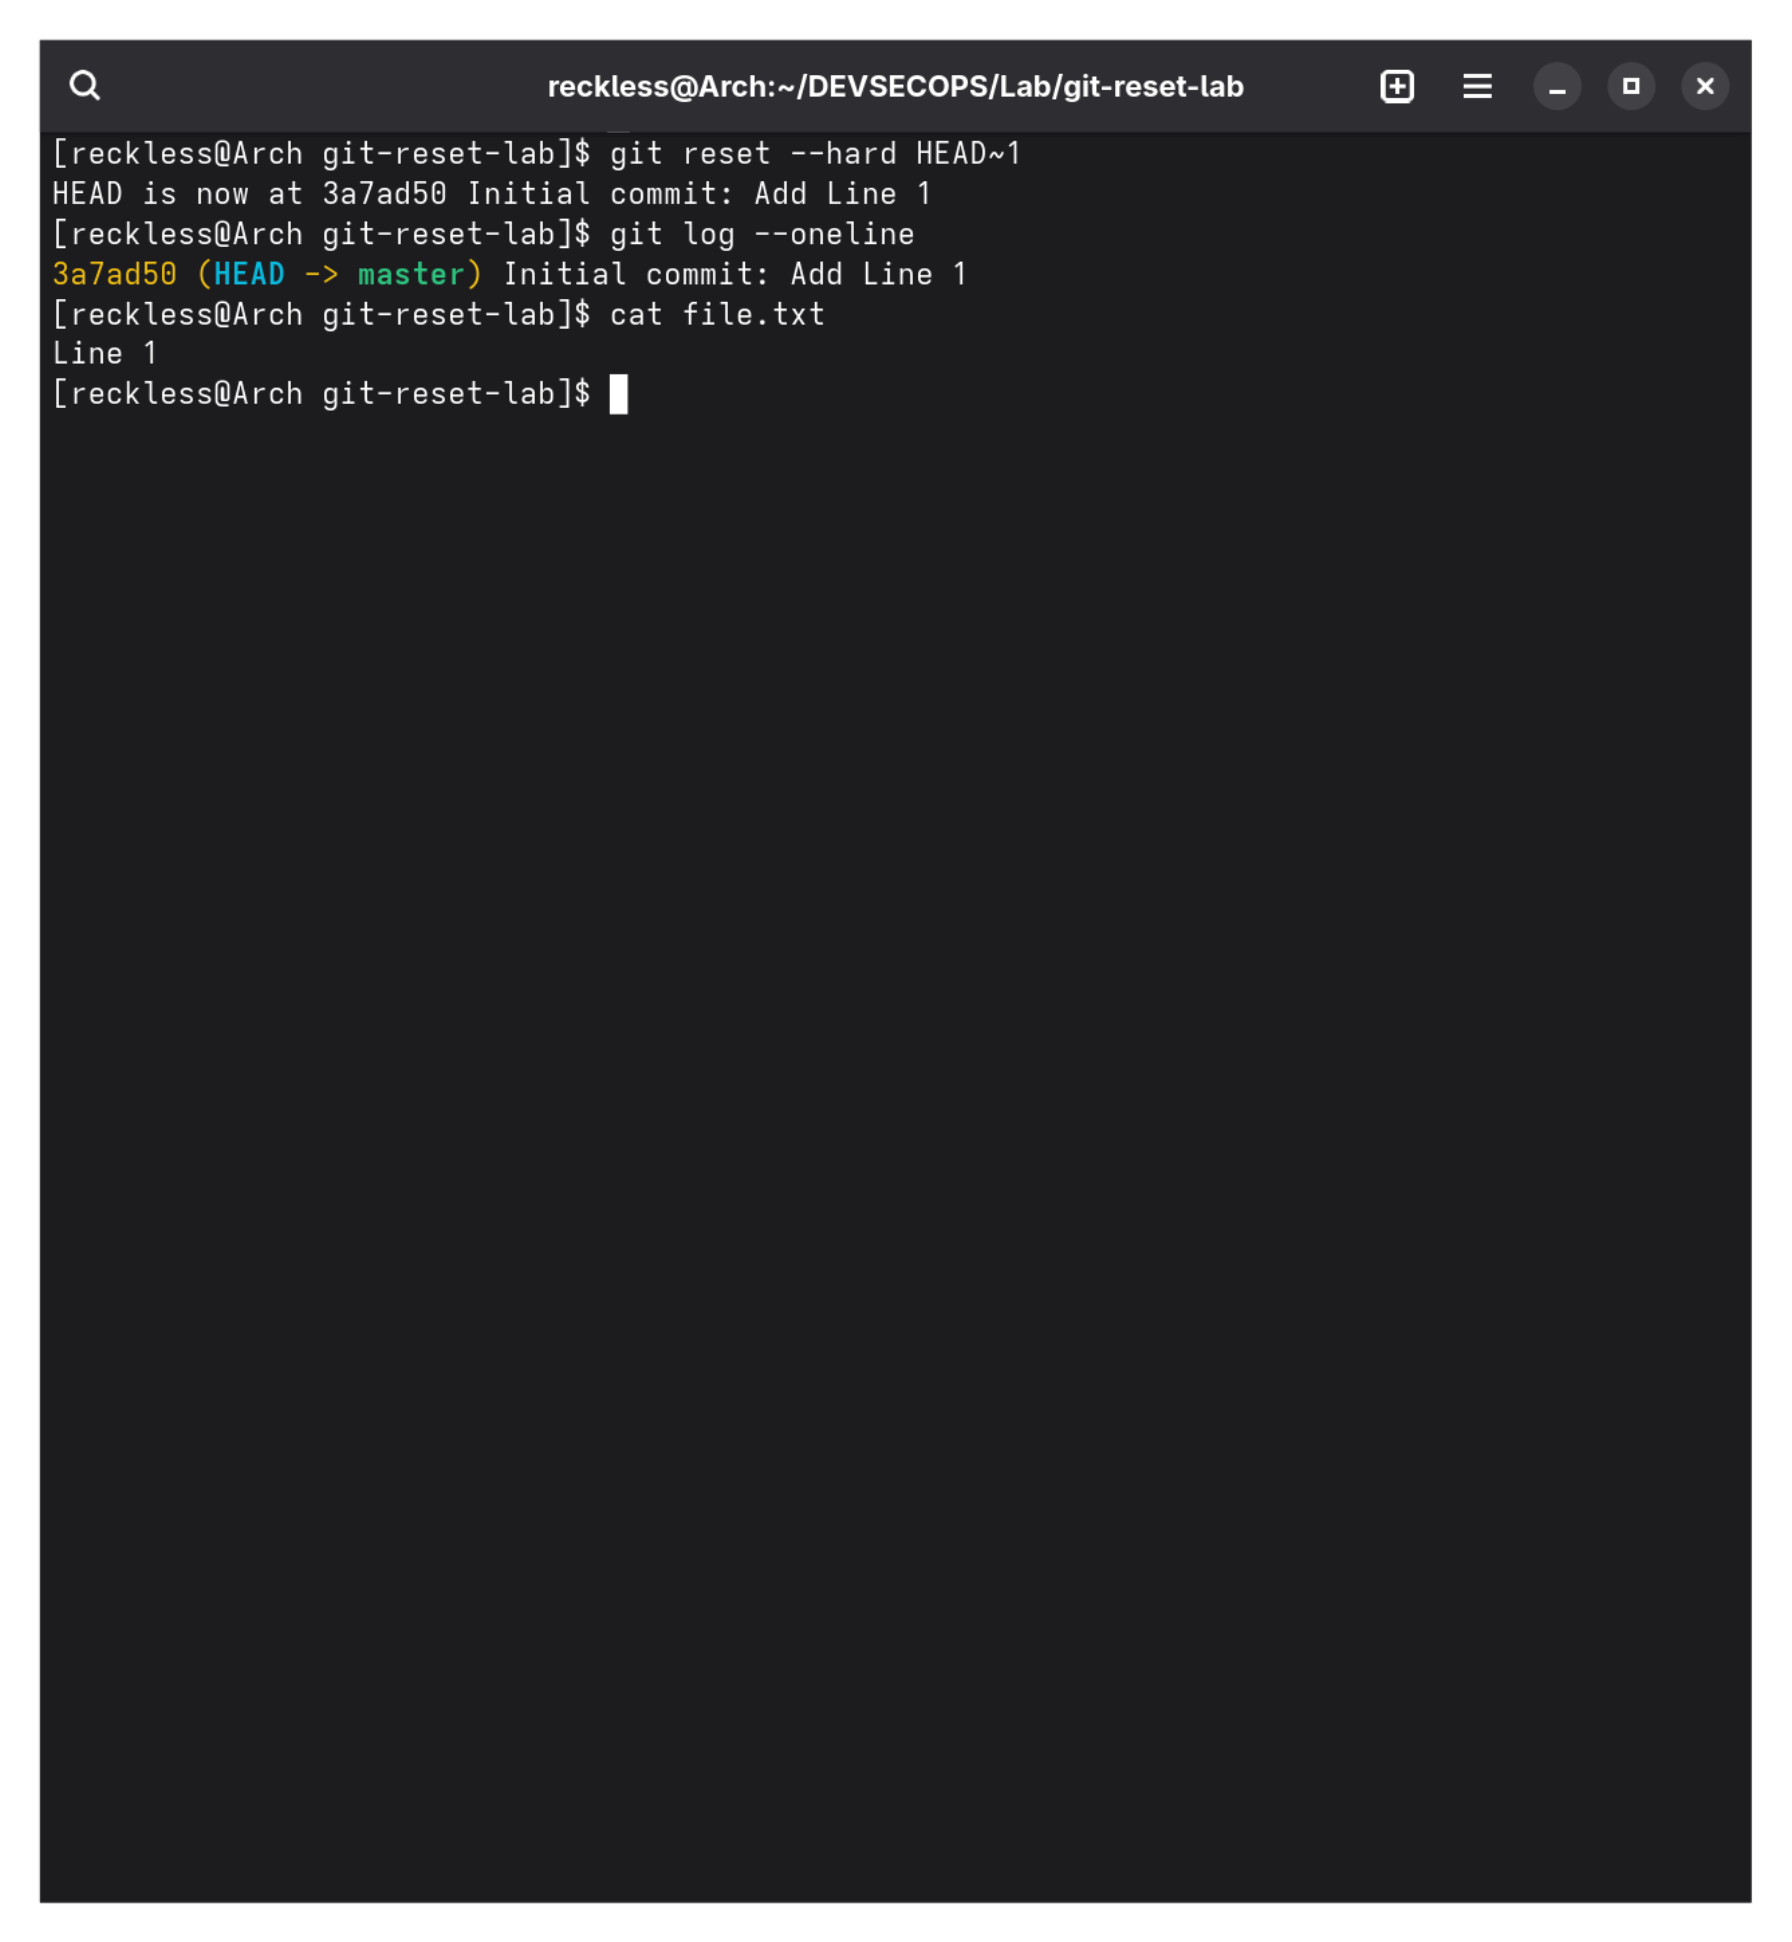 reckless@Arch:~/DEVSECOPS/Lab/git-reset-lab
[reckless@Arch git-reset-lab]$ git reset --hard HEAD~1
HEAD is now at 3a7ad50 Initial commit: Add Line 1
[reckless@Arch git-reset-lab]$ git log --oneline
3a7ad50 (HEAD -> master) Initial commit: Add Line 1
[reckless@Arch git-reset-lab]$ cat file.txt
Line 1
[reckless@Arch git-reset-lab]$